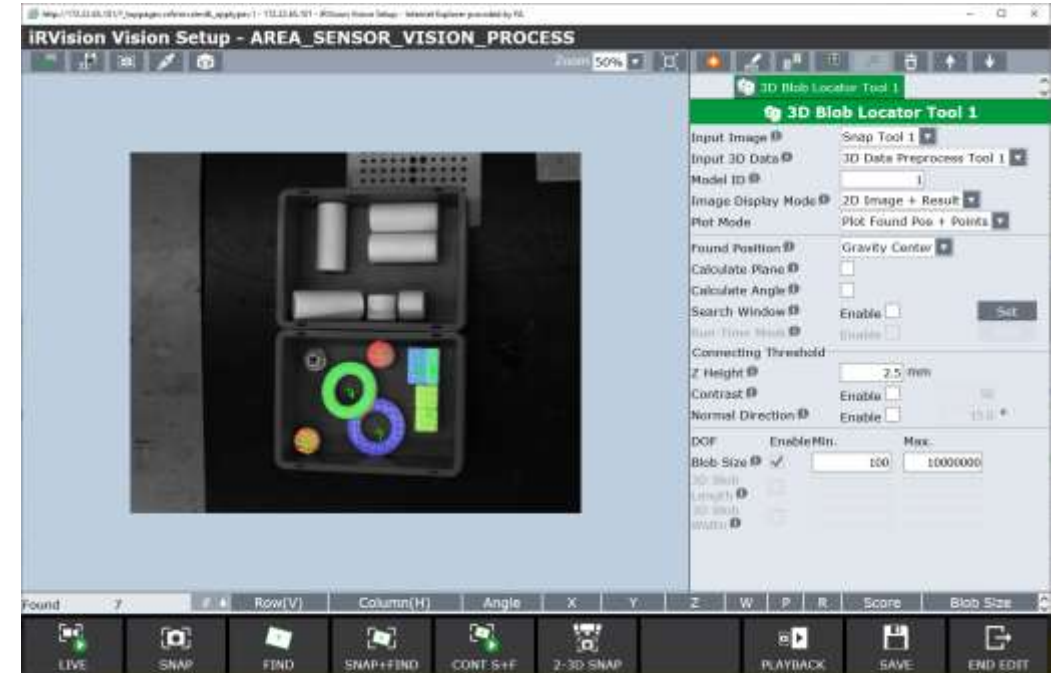 iRVision Vision Setup - AREA_SENSOR_VISION_PROCESS
Zoom 50%
3D Blob Locator Tool 1
3D Blob Locator Tool 1
Input Image Snap Tool 1
Input 3D Data 3D Data Preprocess Tool 1
Model ID 1
Image Display Mode 2D Image + Result
Plot Mode Plot Found Pos + Points
Found Position Gravity Center
Calculate Plane
Calculate Angle
Search Window Enable Set
Run-Time Mask Enable
Connecting Threshold
Z Height 2.5 mm
Contrast Enable 50
Normal Direction Enable 15.0 °
DOF Enable Min. Max.
Blob Size 100 10000000
3D Blob
Length
3D Blob
Width
Found 7 # Row(V) Column(H) Angle X Y Z W P R Score Blob Size
LIVE SNAP FIND SNAP+FIND CONT S+F 2-3D SNAP PLAYBACK SAVE END EDIT